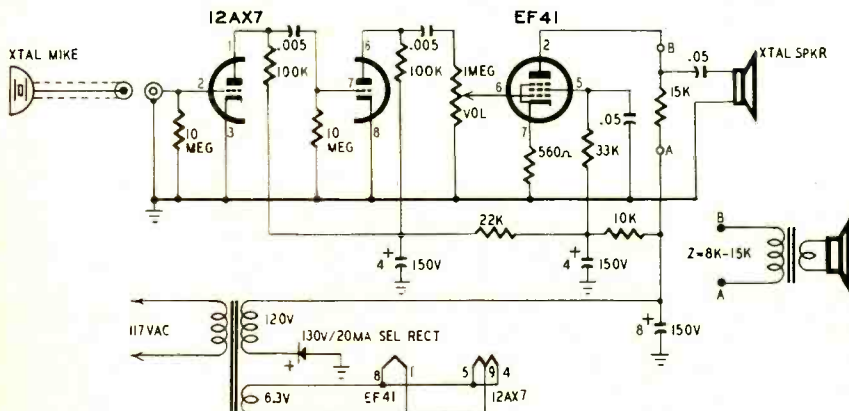 12AX7
EF41
XTAL MIKE
1
.005
6
.005
2
B
.05
XTAL SPKR
100K
100K
1MEG
2
7
6
5
15K
VOL
.05
3
10
MEG
10
MEG
8
7
560Ω
33K
A
22K
10K
4
+
150V
4
+
150V
B
Z=8K-15K
A
117VAC
120V
130V/20MA SEL RECT
+
8
+
150V
8
1
5
9
4
6.3V
EF41
12AX7